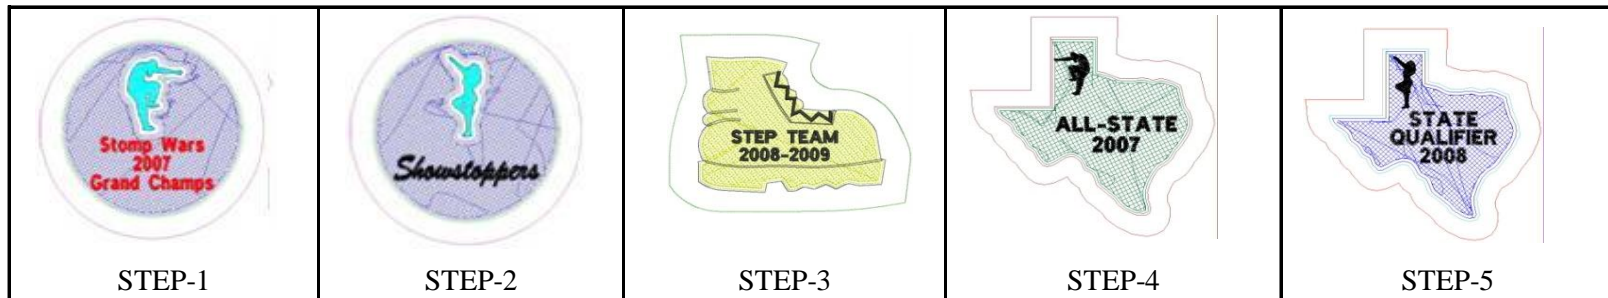 Stomp Wars
2007
Grand Champs
STEP-1
Showstoppers
STEP-2
STEP TEAM
2008-2009
STEP-3
ALL-STATE
2007
STEP-4
STATE
QUALIFIER
2008
STEP-5